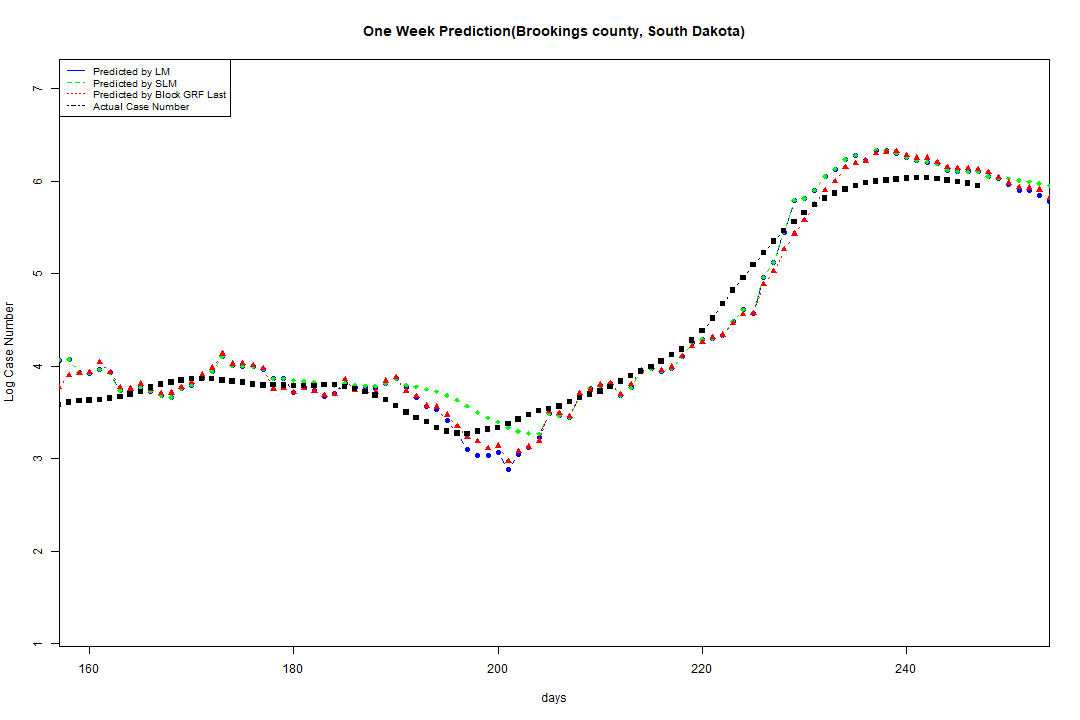 One Week Prediction(Brookings county, South Dakota)
Predicted by LM
Predicted by SLM
Predicted by Block GRF Last
Actual Case Number
7
6
5
4
3
2
1
Log Case Number
160 180 200 220 240
days